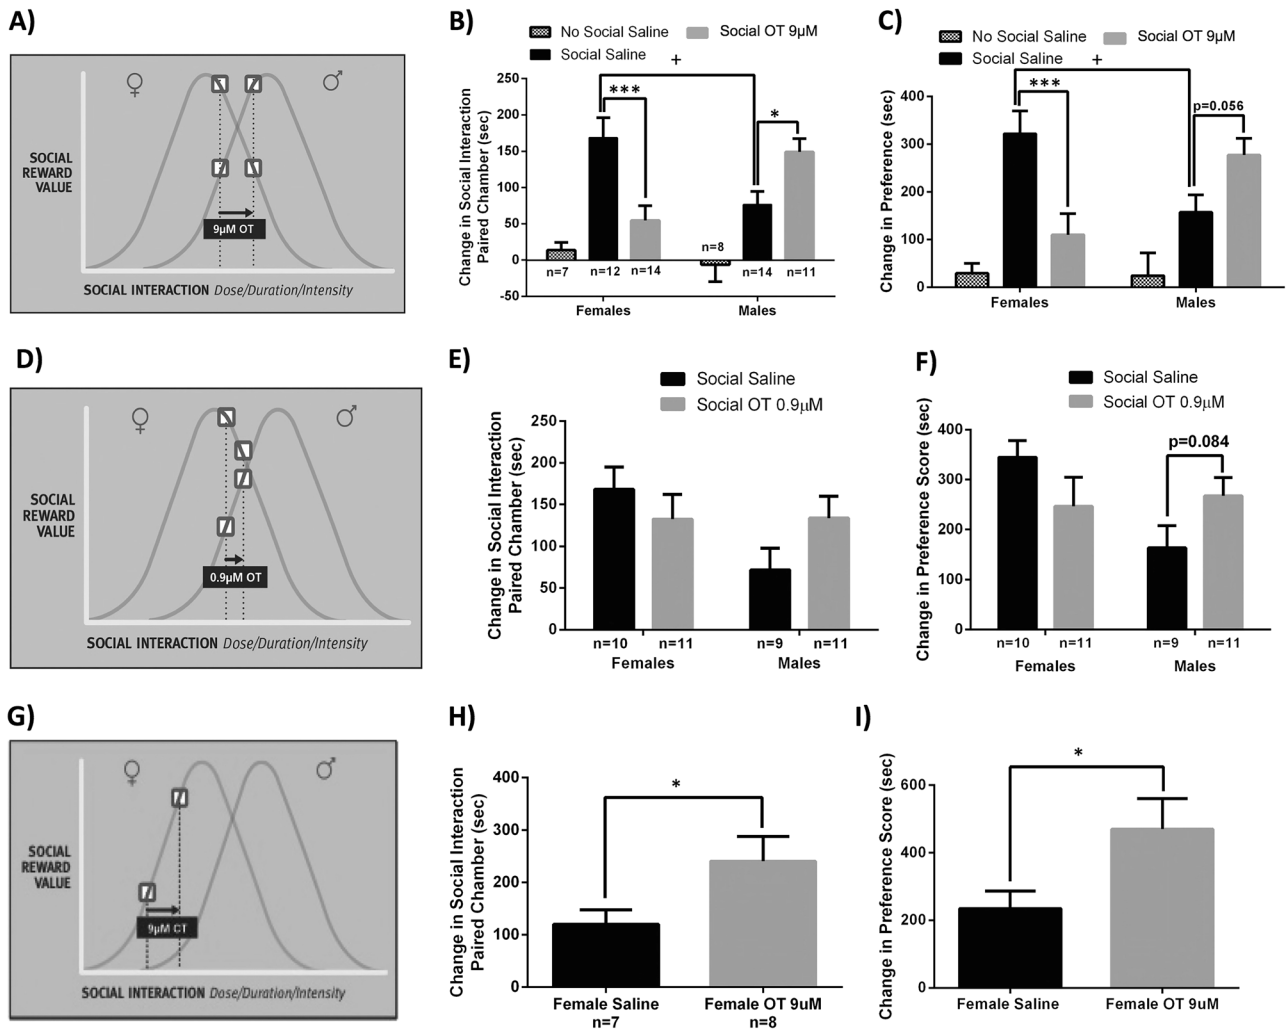 A)
♀
♂
SOCIAL
REWARD
VALUE
9µM OT
SOCIAL INTERACTION Dose/Duration/Intensity
B)
No Social Saline
Social OT 9µM
Social Saline
Change in Social Interaction
Paired Chamber (sec)
250
200
150
100
50
0
-50
+
***
*
n=7
n=12
n=14
n=8
n=14
n=11
Females
Males
C)
No Social Saline
Social OT 9µM
Social Saline
Change in Preference (sec)
400
300
200
100
0
+
***
p=0.056
Females
Males
D)
♀
♂
SOCIAL
REWARD
VALUE
0.9µM OT
SOCIAL INTERACTION Dose/Duration/Intensity
E)
Social Saline
Social OT 0.9µM
Change in Social Interaction
Paired Chamber (sec)
250
200
150
100
50
0
n=10
n=11
n=9
n=11
Females
Males
F)
Social Saline
Social OT 0.9µM
Change in Preference Score (sec)
400
300
200
100
0
p=0.084
n=10
n=11
n=9
n=11
Females
Males
G)
♀
♂
SOCIAL
REWARD
VALUE
9µM OT
SOCIAL INTERACTION Dose/Duration/Intensity
H)
Change in Social Interaction
Paired Chamber (sec)
400
300
200
100
0
*
Female Saline
n=7
Female OT 9uM
n=8
I)
Change in Preference Score (sec)
600
400
200
0
*
Female Saline
Female OT 9uM